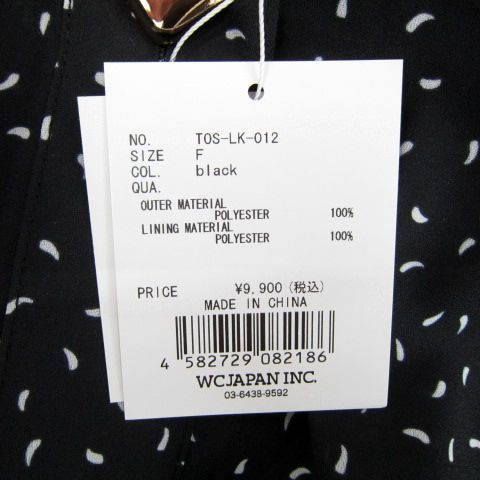 NO. TOS-LK-012
SIZE F
COL. black
QUA.
OUTER MATERIAL
POLYESTER 100%
LINING MATERIAL
POLYESTER 100%
PRICE ¥9,900(税込)
MADE IN CHINA
4 582729 082186
WCJAPAN INC.
03-6438-9592